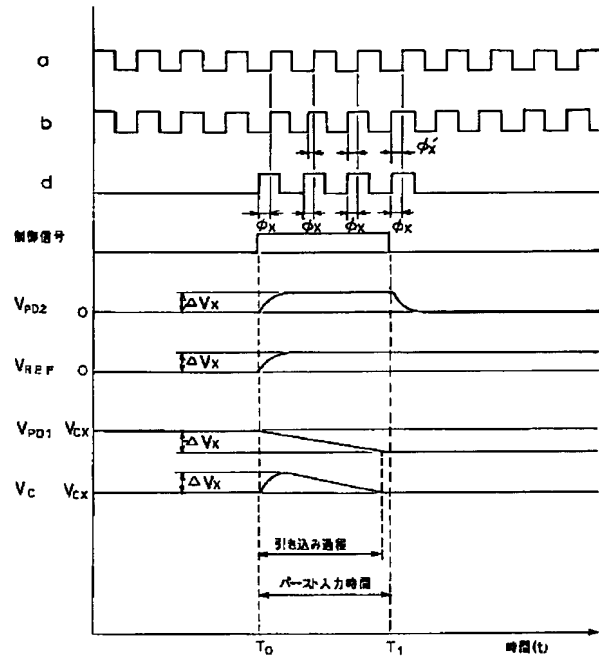 a
b
ϕx'
d
ϕx ϕx ϕx ϕx
制御信号
VPD2 0 ΔVx
VREF 0 ΔVx
VPD1 VCX ΔVx
VC VCX ΔVx
引き込み過程
バースト入力時間
T0 T1 時間(t)